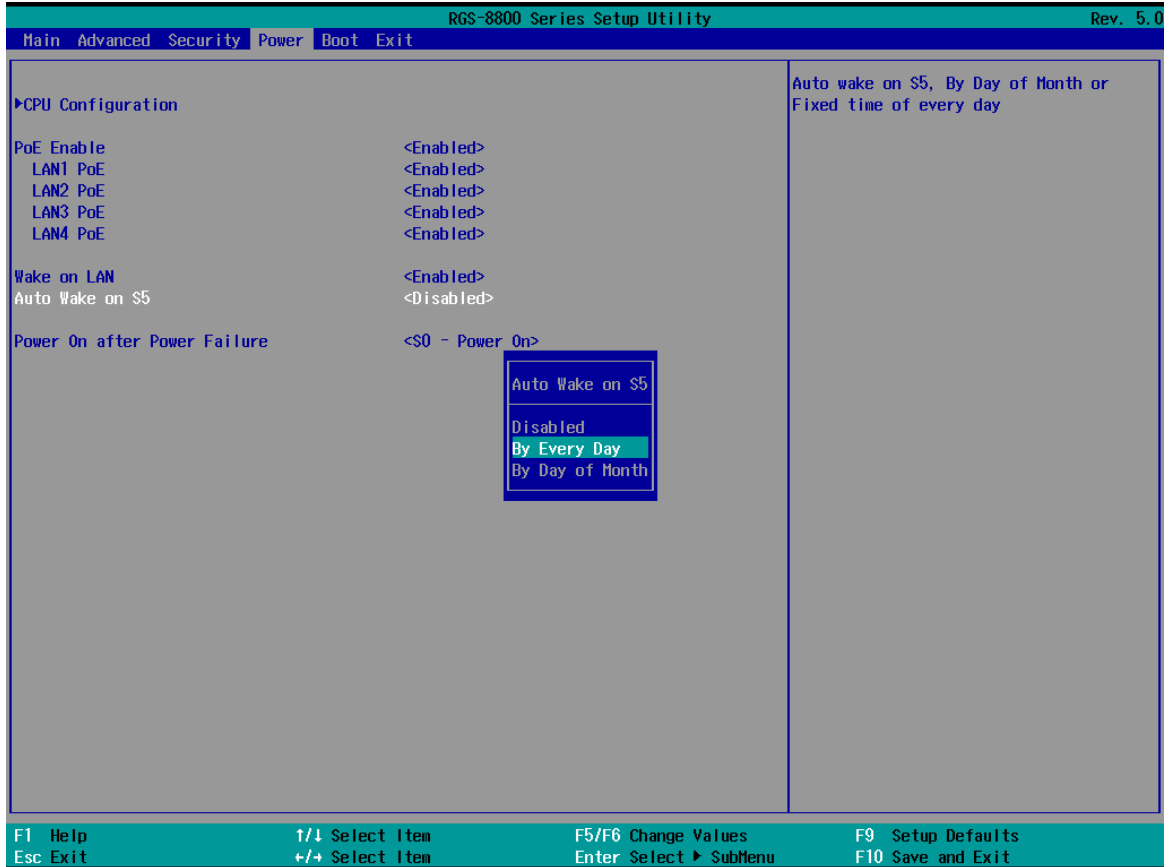 RGS-8800 Series Setup Utility Rev. 5.0
Main Advanced Security Power Boot Exit
▶CPU Configuration
PoE Enable <Enabled>
LAN1 PoE <Enabled>
LAN2 PoE <Enabled>
LAN3 PoE <Enabled>
LAN4 PoE <Enabled>
Wake on LAN <Enabled>
Auto Wake on S5 <Disabled>
Power On after Power Failure <S0 - Power On>
Auto Wake on S5
Disabled
By Every Day
By Day of Month
Auto wake on S5, By Day of Month or
Fixed time of every day
F1 Help ↑/↓ Select Item F5/F6 Change Values F9 Setup Defaults
Esc Exit ←/→ Select Item Enter Select ▶ SubMenu F10 Save and Exit